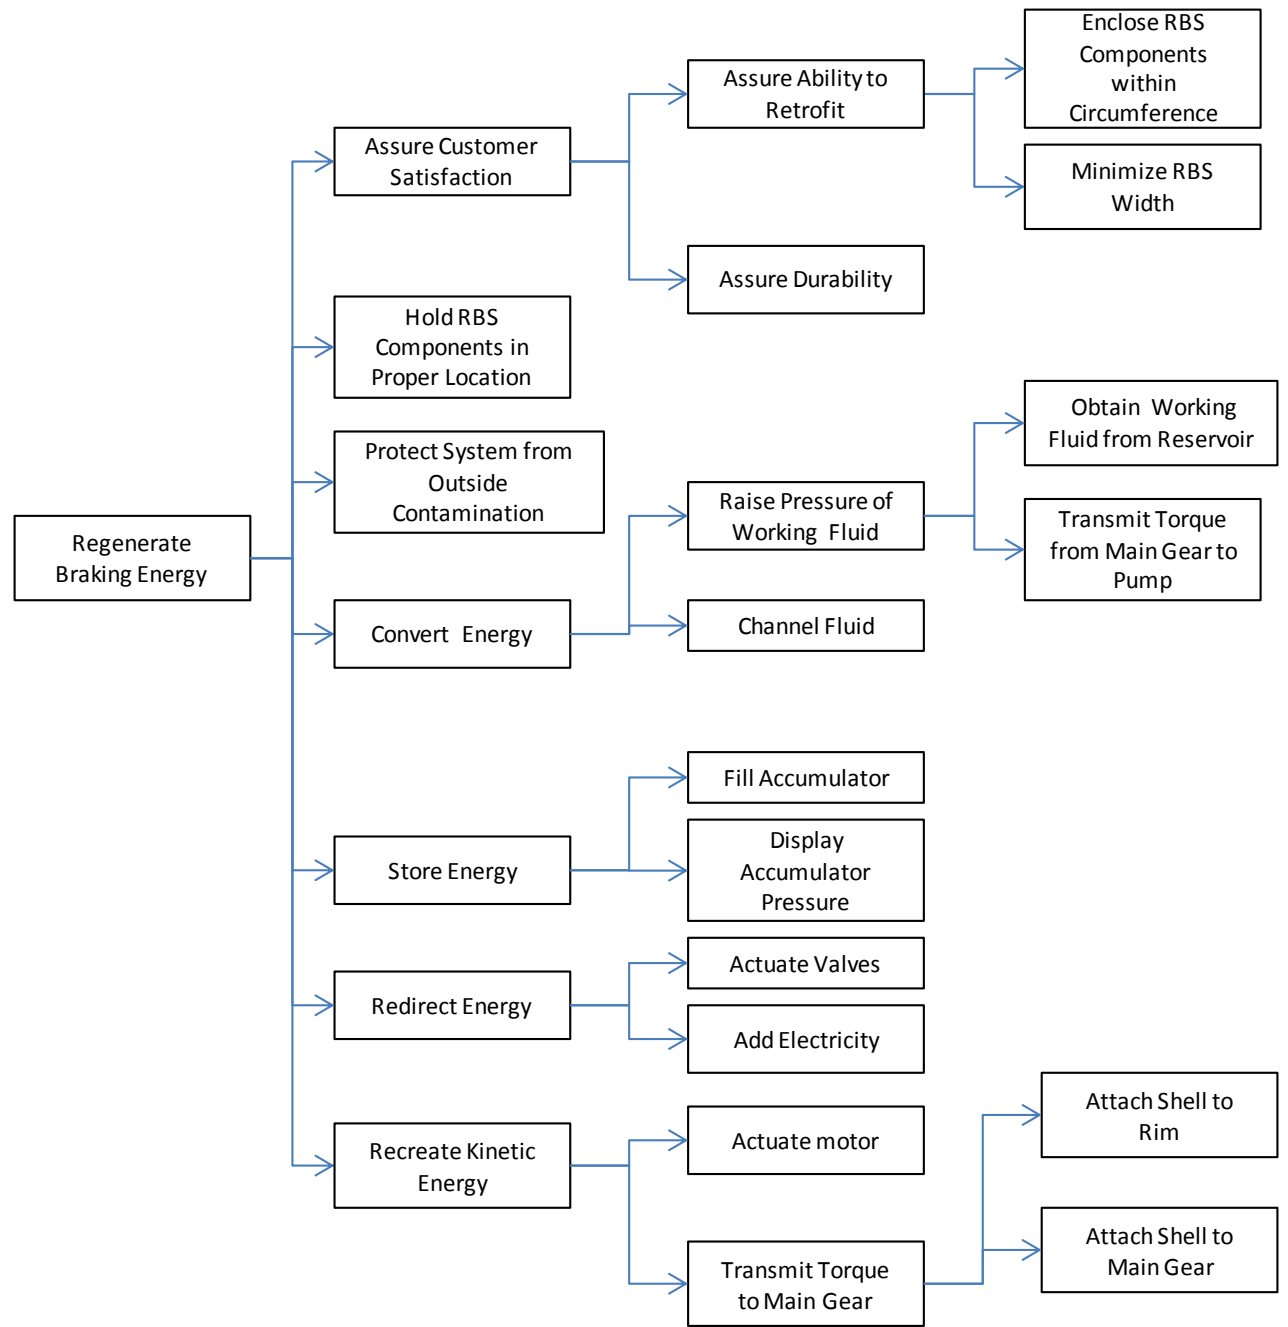 Regenerate
Braking Energy
Assure Customer
Satisfaction
Hold RBS
Components in
Proper Location
Protect System from
Outside
Contamination
Convert Energy
Store Energy
Redirect Energy
Recreate Kinetic
Energy
Assure Ability to
Retrofit
Assure Durability
Raise Pressure of
Working Fluid
Channel Fluid
Fill Accumulator
Display
Accumulator
Pressure
Actuate Valves
Add Electricity
Actuate motor
Transmit Torque
to Main Gear
Enclose RBS
Components
within
Circumference
Minimize RBS
Width
Obtain Working
Fluid from Reservoir
Transmit Torque
from Main Gear to
Pump
Attach Shell to
Rim
Attach Shell to
Main Gear